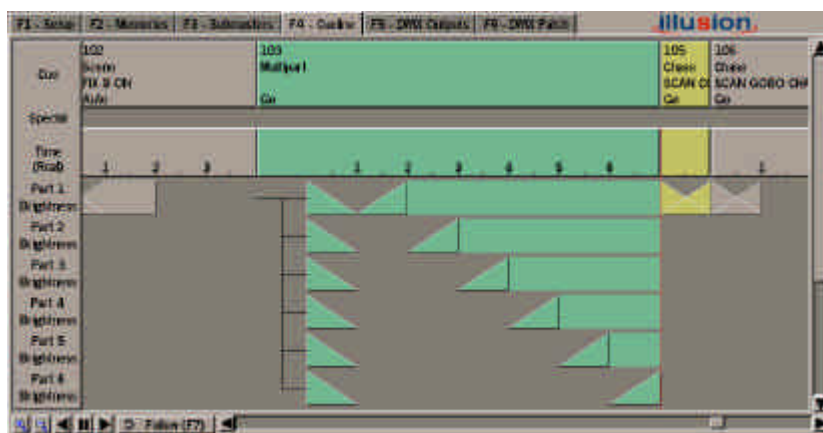 F1 - Setup F2 - Memories F3 - Submasters F4 - Cueline F5 - DMX Outputs F6 - DMX Patch illusion
Cue
102
Scene
FIX 8 ON
Auto
103
Multipart
Go
105
Chase
SCAN
Go
106
Chase
SCAN GOBO CHA
Go
Special
Time
(Real)
1 2 3 1 2 3 4 5 6 1
Part 1
Brightness
Part 2
Brightness
Part 3
Brightness
Part 4
Brightness
Part 5
Brightness
Part 6
Brightness
Follow (F7)